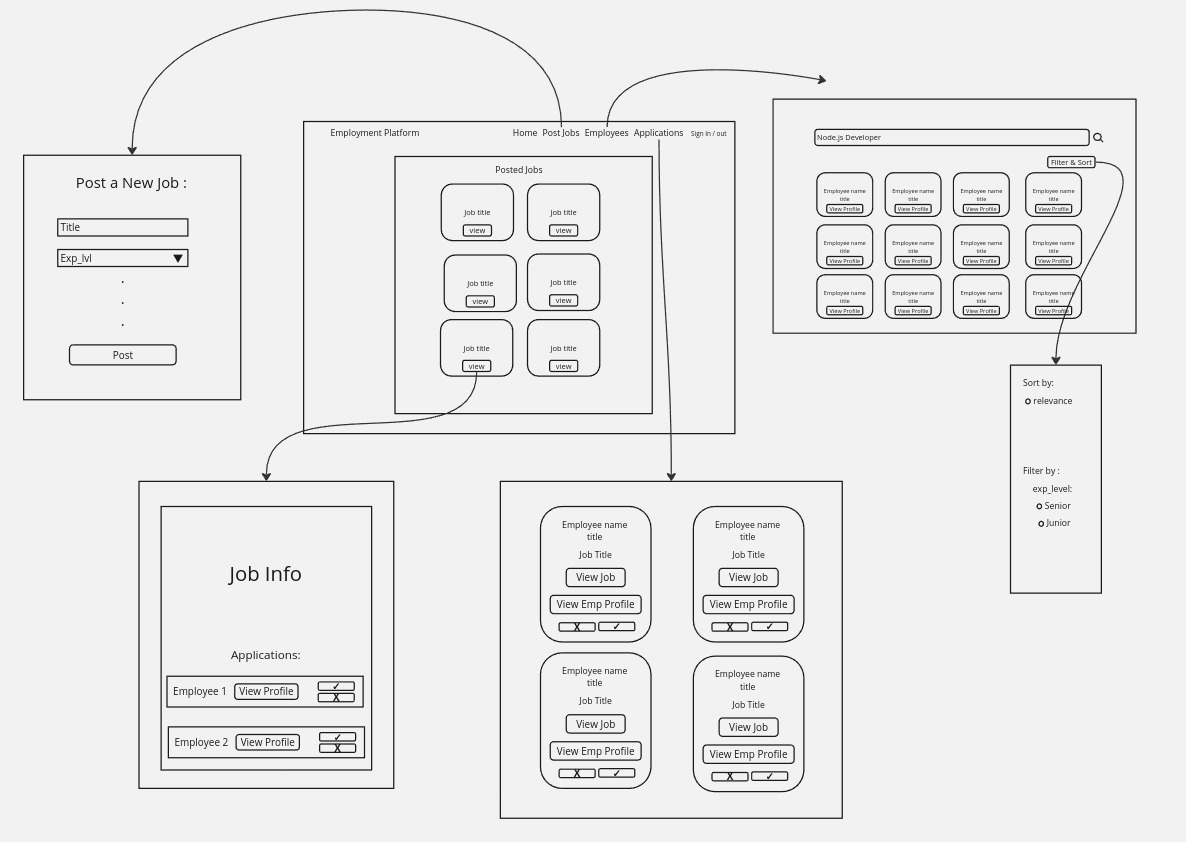 Employment Platform
Home Post Jobs Employees Applications Sign in / out
Posted Jobs
Job title Job title
view view
Job title Job title
view view
Job title Job title
view view
Post a New Job :
Title
Exp_lvl
.
.
.
Post
Node.js Developer
Filter & Sort
Employee name Employee name Employee name Employee name
title title title title
View Profile View Profile View Profile View Profile
Employee name Employee name Employee name Employee name
title title title title
View Profile View Profile View Profile View Profile
Employee name Employee name Employee name Employee name
title title title title
View Profile View Profile View Profile View Profile
Sort by:
relevance
Filter by :
exp_level:
Senior
Junior
Job Info
Applications:
Employee 1 View Profile ✓
X
Employee 2 View Profile ✓
X
Employee name Employee name
title title
Job Title Job Title
View Job View Job
View Emp Profile View Emp Profile
X ✓ X ✓
Employee name Employee name
title title
Job Title Job Title
View Job View Job
View Emp Profile View Emp Profile
X ✓ X ✓